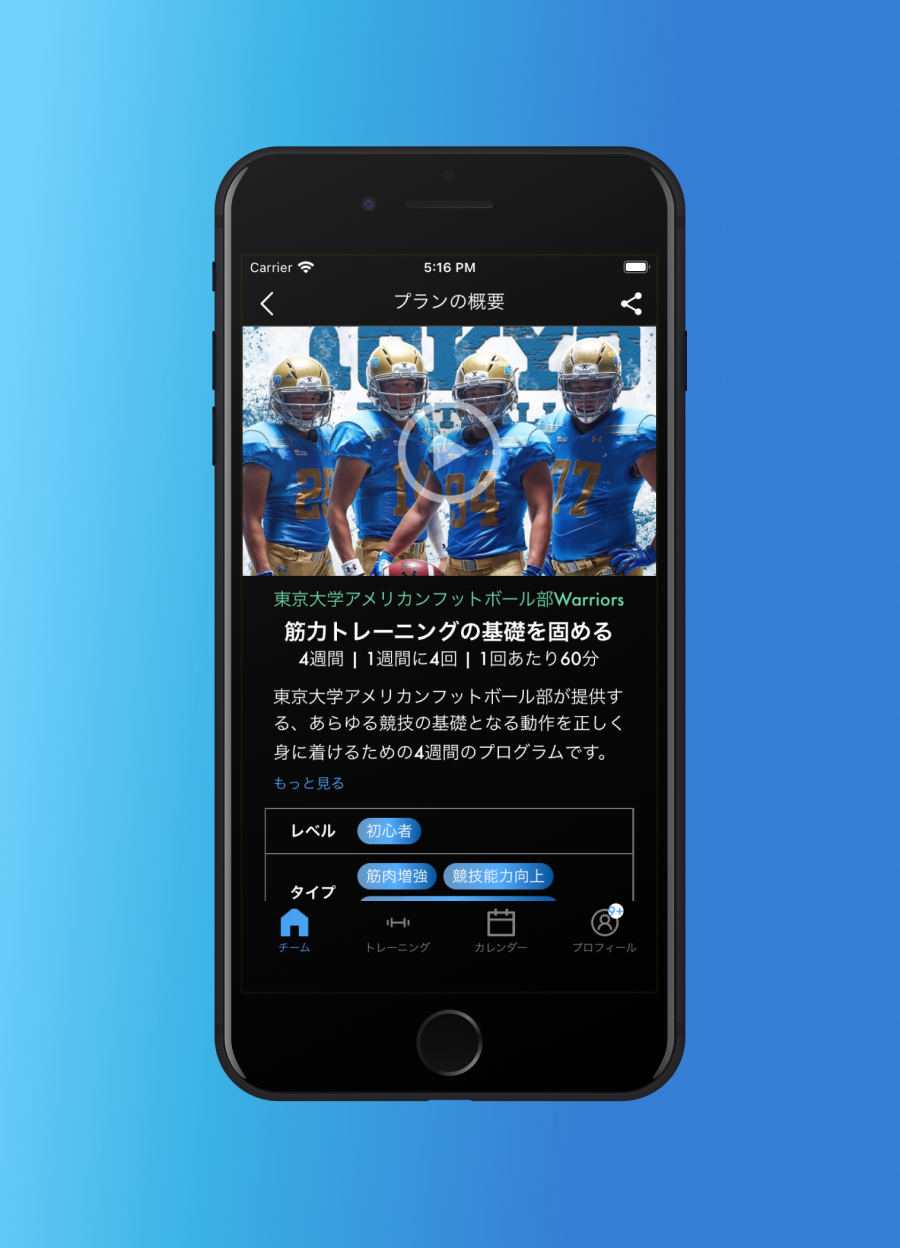 Carrier
5:16 PM
プランの概要
25
1
94
77
東京大学アメリカンフットボール部Warriors
筋力トレーニングの基礎を固める
4週間 | 1週間に4回 | 1回あたり60分
東京大学アメリカンフットボール部が提供す
る、あらゆる競技の基礎となる動作を正しく
身に着けるための4週間のプログラムです。
もっと見る
レベル 初心者
タイプ 筋肉増強 競技能力向上
9+
チーム トレーニング カレンダー プロフィール